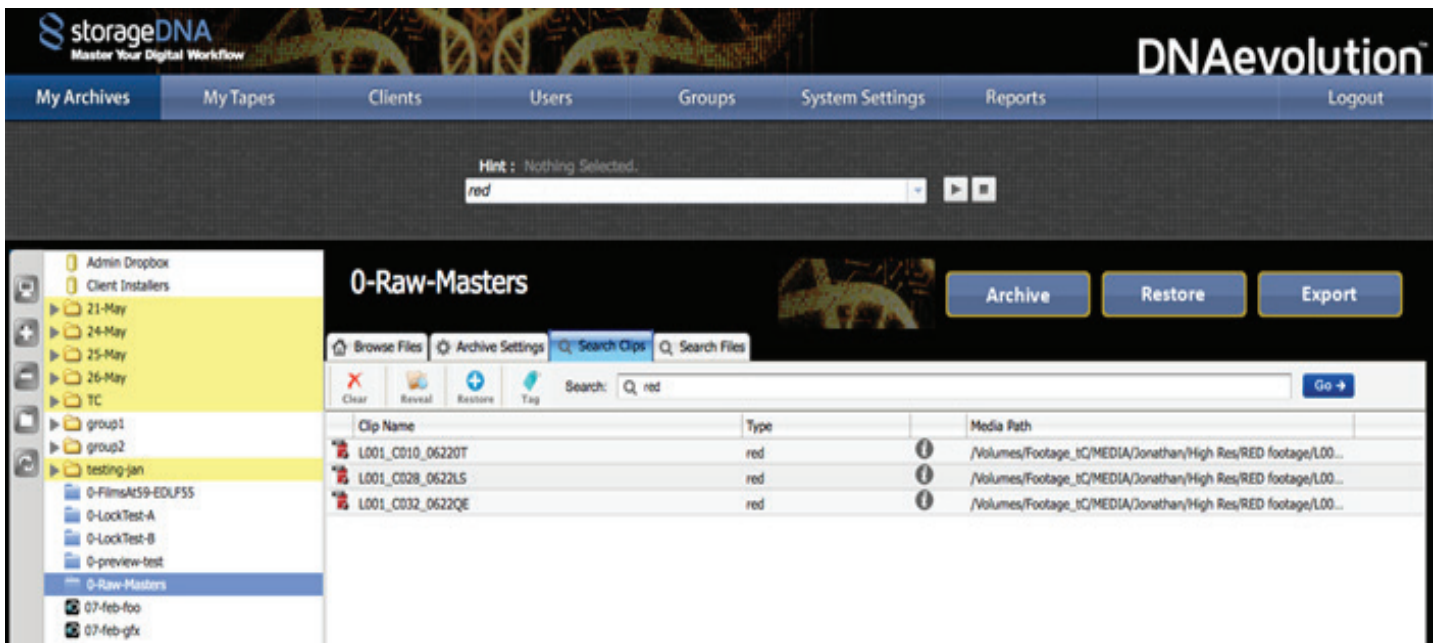 storageDNA
Master Your Digital Workflow
DNAevolution™
My Archives My Tapes Clients Users Groups System Settings Reports Logout
Hint : Nothing Selected.
red
Admin Dropbox
Client Installers
21-May
24-May
25-May
26-May
TC
group1
group2
testing-jan
0-FilmsAt59-EDLF55
0-LockTest-A
0-LockTest-B
0-preview-test
0-Raw-Masters
07-feb-foo
07-feb-gfx
0-Raw-Masters
Archive Restore Export
Browse Files Archive Settings Search Clips Search Files
Clear Reveal Restore Tag Search: red Go →
Clip Name Type Media Path
L001_C010_06220T red /Volumes/Footage_tC/MEDIA/Jonathan/High Res/RED footage/L00...
L001_C028_0622LS red /Volumes/Footage_tC/MEDIA/Jonathan/High Res/RED footage/L00...
L001_C032_0622QE red /Volumes/Footage_tC/MEDIA/Jonathan/High Res/RED footage/L00...